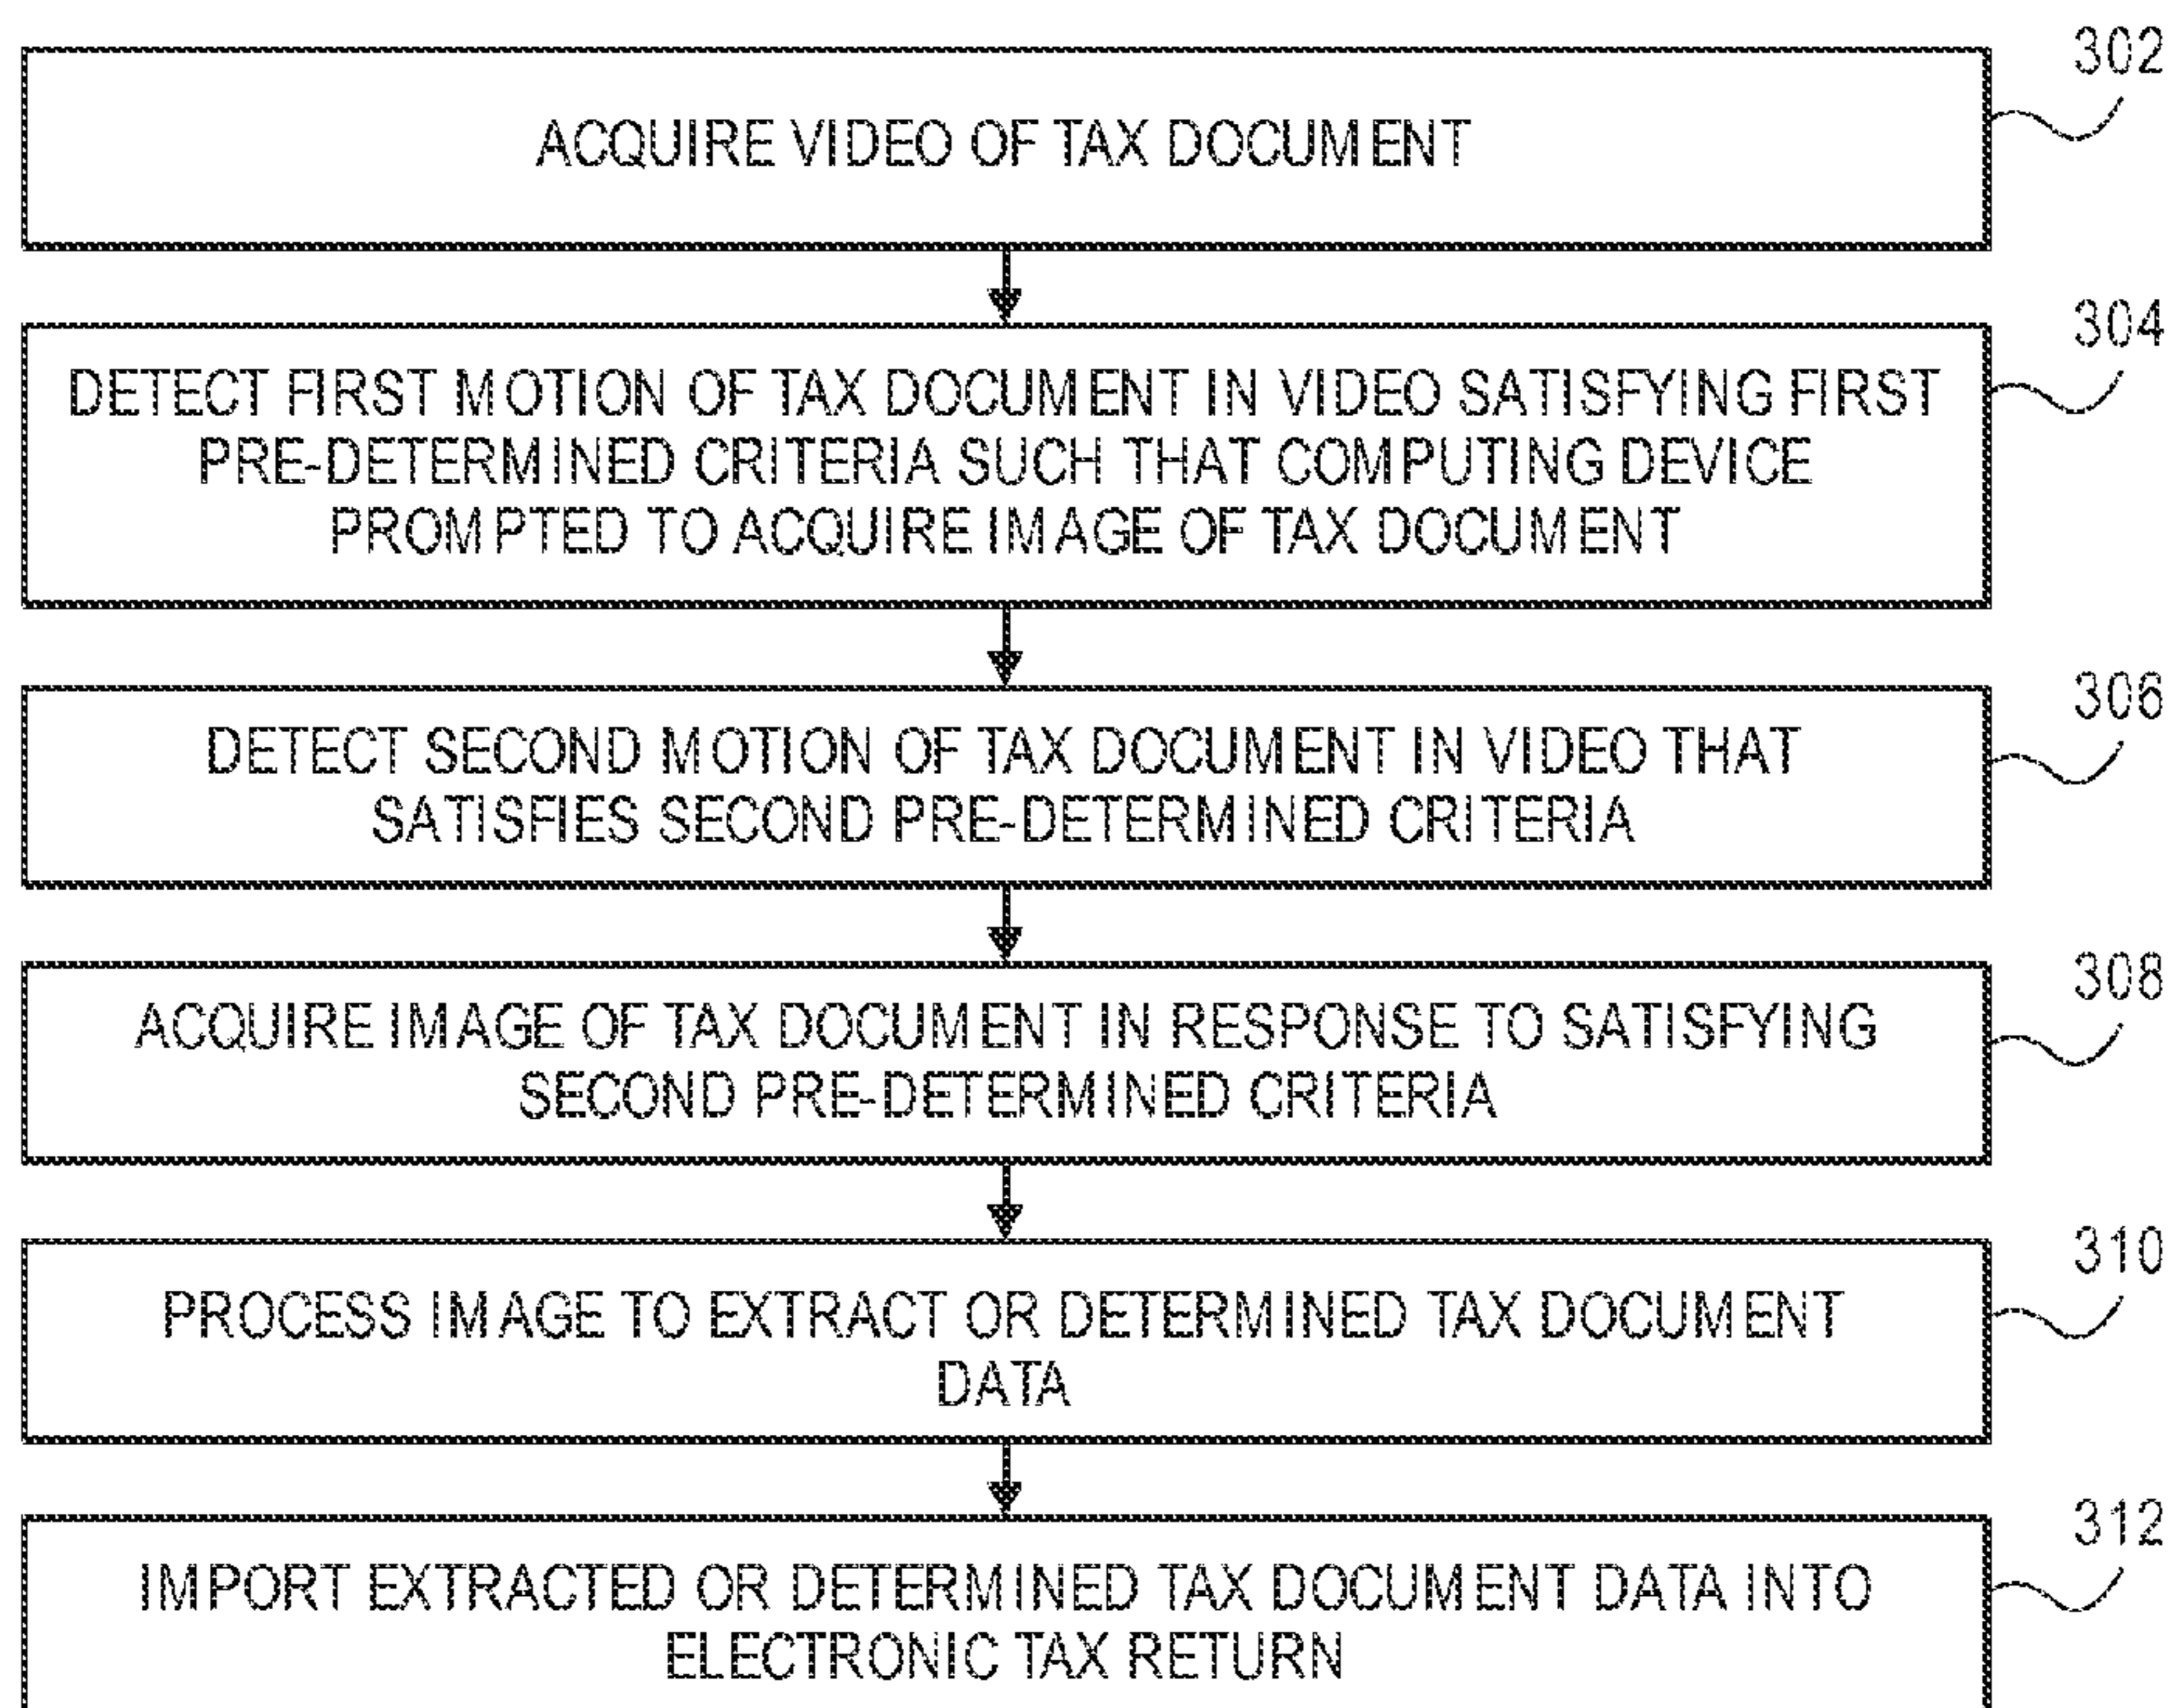 302
ACQUIRE VIDEO OF TAX DOCUMENT
304
DETECT FIRST MOTION OF TAX DOCUMENT IN VIDEO SATISFYING FIRST
PRE-DETERMINED CRITERIA SUCH THAT COMPUTING DEVICE
PROMPTED TO ACQUIRE IMAGE OF TAX DOCUMENT
306
DETECT SECOND MOTION OF TAX DOCUMENT IN VIDEO THAT
SATISFIES SECOND PRE-DETERMINED CRITERIA
308
ACQUIRE IMAGE OF TAX DOCUMENT IN RESPONSE TO SATISFYING
SECOND PRE-DETERMINED CRITERIA
310
PROCESS IMAGE TO EXTRACT OR DETERMINED TAX DOCUMENT
DATA
312
IMPORT EXTRACTED OR DETERMINED TAX DOCUMENT DATA INTO
ELECTRONIC TAX RETURN